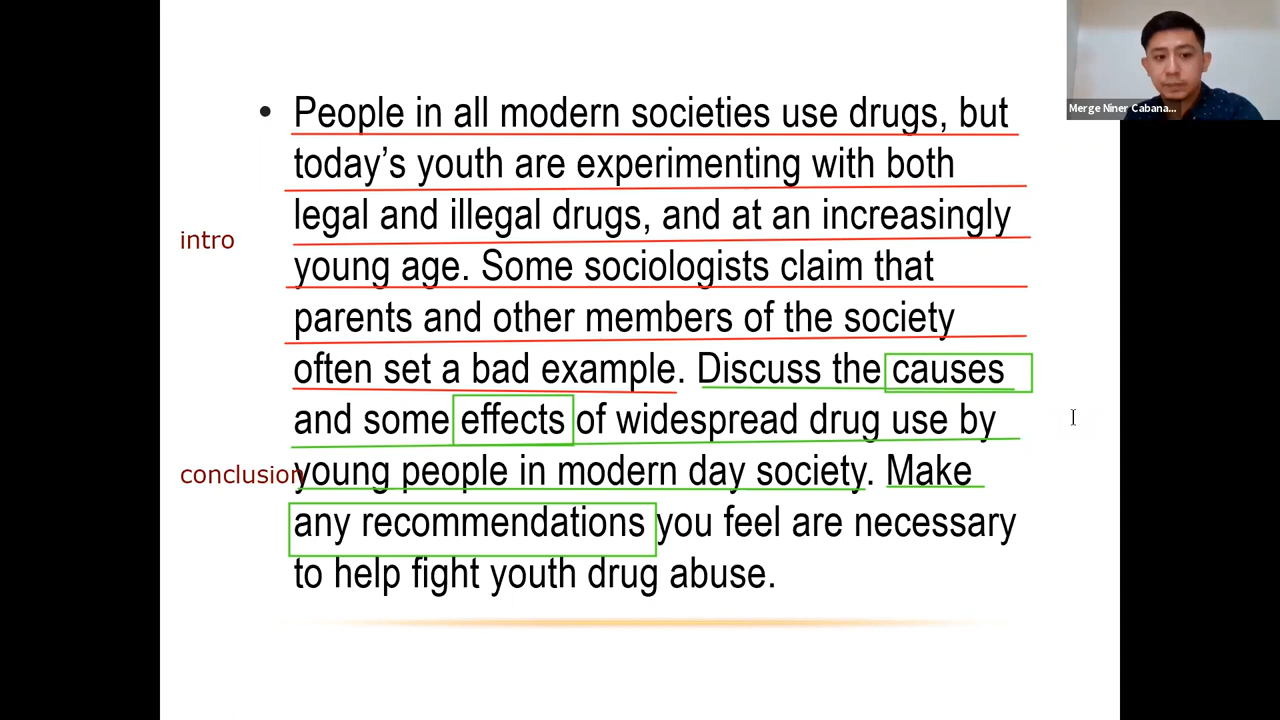 Merge Niner Cabana...
• People in all modern societies use drugs, but
today’s youth are experimenting with both
legal and illegal drugs, and at an increasingly
intro
young age. Some sociologists claim that
parents and other members of the society
often set a bad example. Discuss the causes
and some effects of widespread drug use by
conclusion
young people in modern day society. Make
any recommendations you feel are necessary
to help fight youth drug abuse.